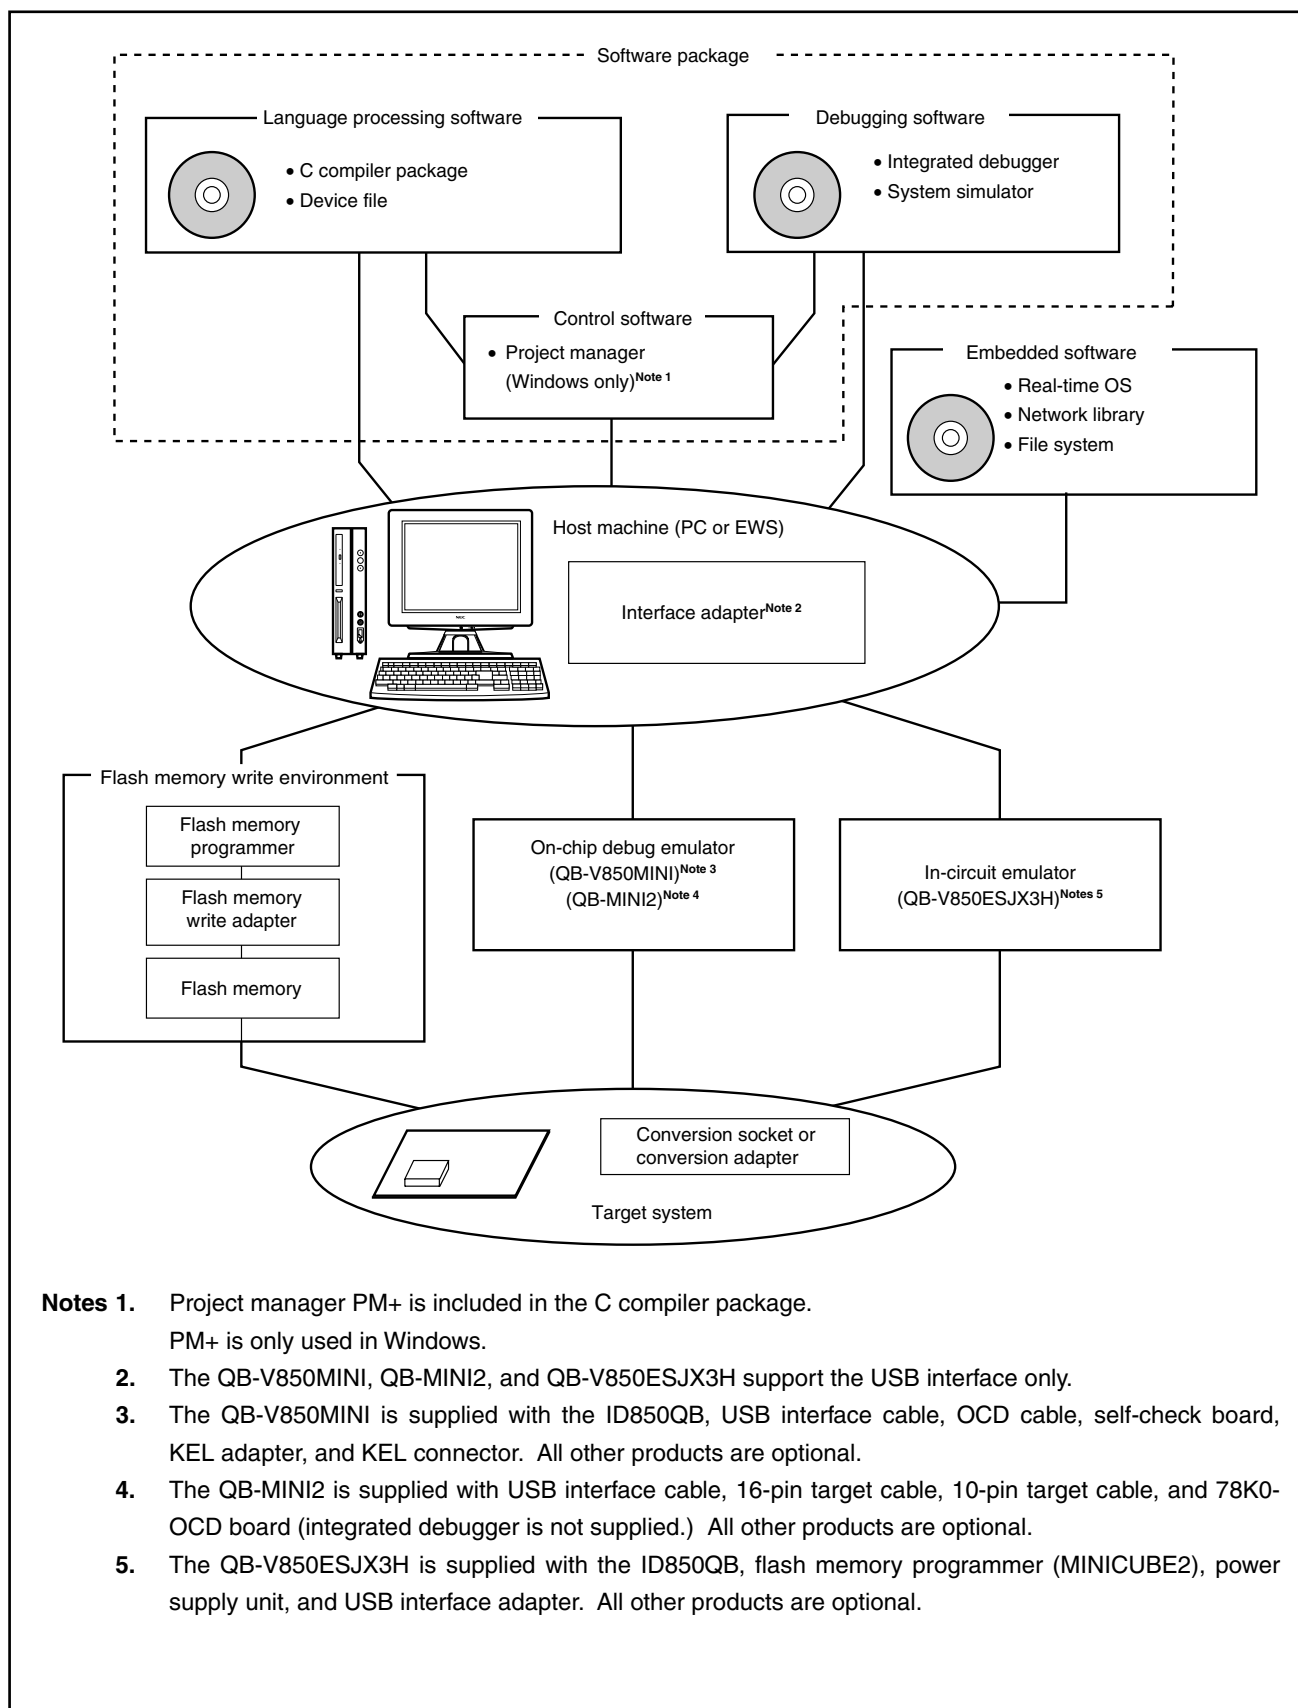 Software package
Language processing software
• C compiler package
• Device file
Debugging software
• Integrated debugger
• System simulator
Control software
• Project manager
(Windows only)Note 1
Embedded software
• Real-time OS
• Network library
• File system
Host machine (PC or EWS)
Interface adapterNote 2
NEC
Flash memory write environment
Flash memory
programmer
Flash memory
write adapter
Flash memory
On-chip debug emulator
(QB-V850MINI)Note 3
(QB-MINI2)Note 4
In-circuit emulator
(QB-V850ESJX3H)Notes 5
Conversion socket or
conversion adapter
Target system
Notes 1. Project manager PM+ is included in the C compiler package.
PM+ is only used in Windows.
2. The QB-V850MINI, QB-MINI2, and QB-V850ESJX3H support the USB interface only.
3. The QB-V850MINI is supplied with the ID850QB, USB interface cable, OCD cable, self-check board,
KEL adapter, and KEL connector. All other products are optional.
4. The QB-MINI2 is supplied with USB interface cable, 16-pin target cable, 10-pin target cable, and 78K0-
OCD board (integrated debugger is not supplied.) All other products are optional.
5. The QB-V850ESJX3H is supplied with the ID850QB, flash memory programmer (MINICUBE2), power
supply unit, and USB interface adapter. All other products are optional.